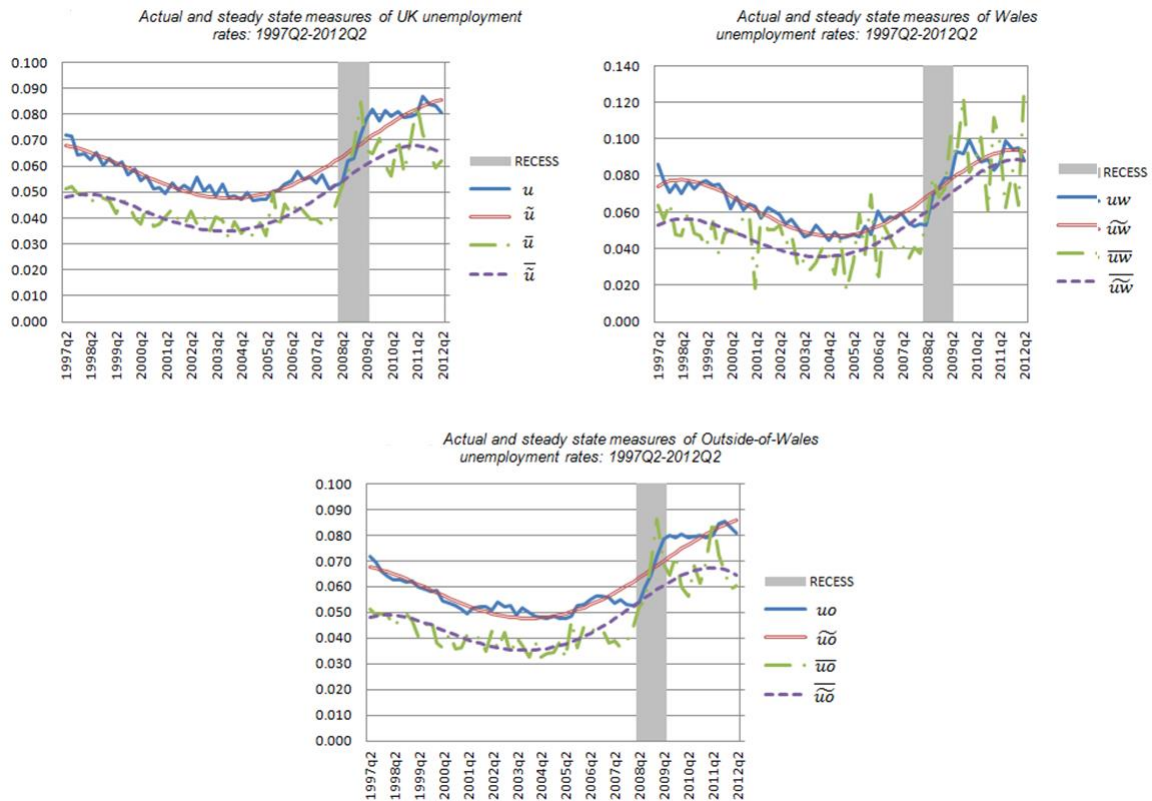 Actual and steady state measures of UK unemployment
rates: 1997Q2-2012Q2
0.100
0.090
0.080
0.070
0.060
0.050
0.040
0.030
0.020
0.010
0.000
1997q2
1998q2
1999q2
2000q2
2001q2
2002q2
2003q2
2004q2
2005q2
2006q2
2007q2
2008q2
2009q2
2010q2
2011q2
2012q2
RECESS
u
ũ
u̅
ũ̅
Actual and steady state measures of Wales
unemployment rates: 1997Q2-2012Q2
0.140
0.120
0.100
0.080
0.060
0.040
0.020
0.000
1997q2
1998q2
1999q2
2000q2
2001q2
2002q2
2003q2
2004q2
2005q2
2006q2
2007q2
2008q2
2009q2
2010q2
2011q2
2012q2
RECESS
uw
u͠w
u͞w
u͠͞w
Actual and steady state measures of Outside-of-Wales
unemployment rates: 1997Q2-2012Q2
0.100
0.090
0.080
0.070
0.060
0.050
0.040
0.030
0.020
0.010
0.000
1997q2
1998q2
1999q2
2000q2
2001q2
2002q2
2003q2
2004q2
2005q2
2006q2
2007q2
2008q2
2009q2
2010q2
2011q2
2012q2
RECESS
uo
u͠o
u͞o
u͠͞o